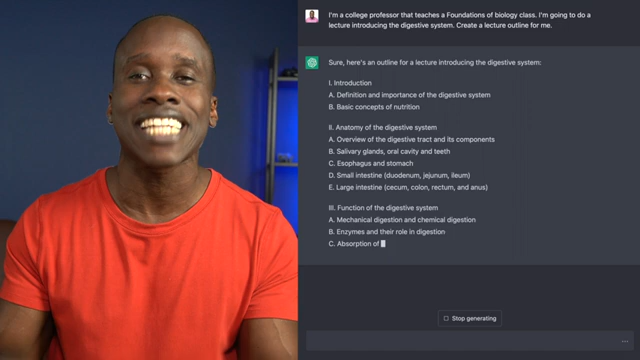 I'm a college professor that teaches a Foundations of biology class. I'm going to do a
lecture introducing the digestive system. Create a lecture outline for me.
Sure, here's an outline for a lecture introducing the digestive system:
I. Introduction
A. Definition and importance of the digestive system
B. Basic concepts of nutrition
II. Anatomy of the digestive system
A. Overview of the digestive tract and its components
B. Salivary glands, oral cavity and teeth
C. Esophagus and stomach
D. Small intestine (duodenum, jejunum, ileum)
E. Large intestine (cecum, colon, rectum, and anus)
III. Function of the digestive system
A. Mechanical digestion and chemical digestion
B. Enzymes and their role in digestion
C. Absorption of
Stop generating